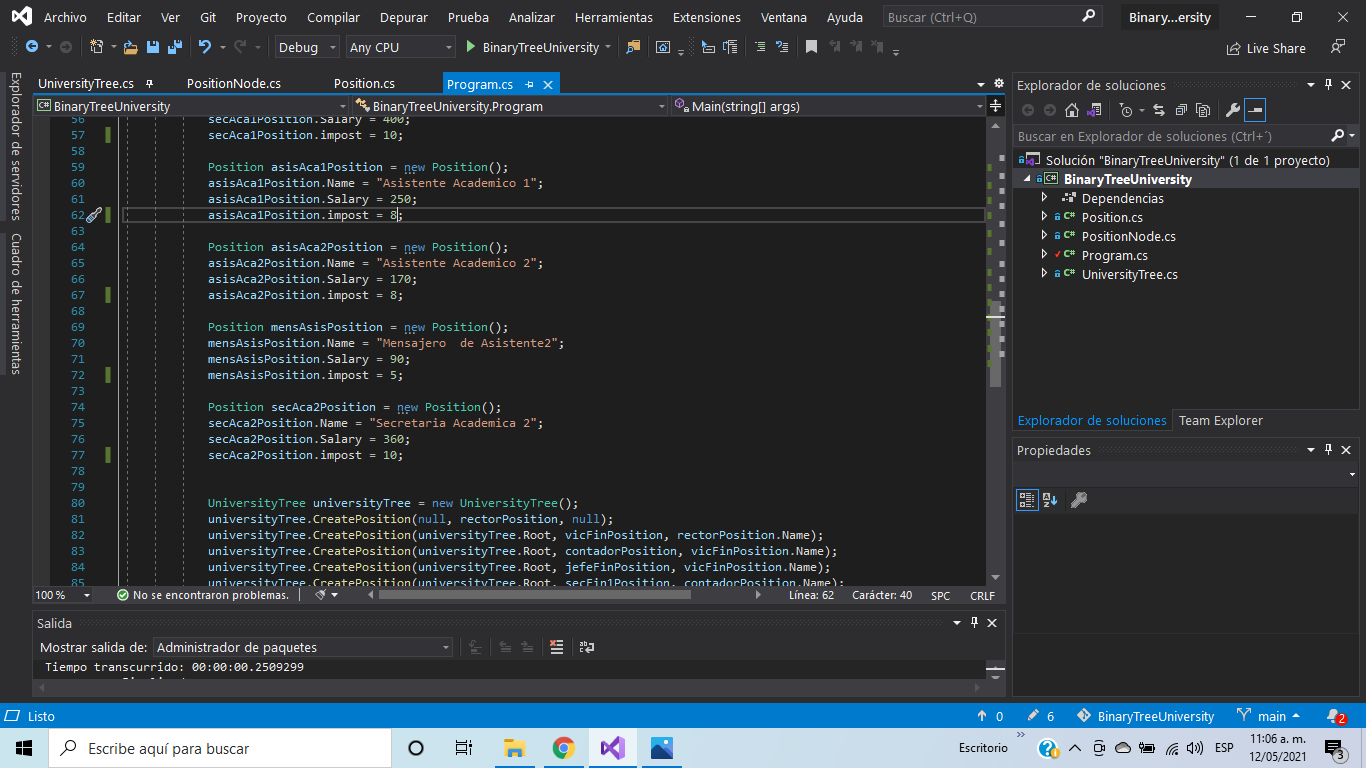 Archivo Editar Ver Git Proyecto Compilar Depurar Prueba Analizar Herramientas Extensiones Ventana Ayuda Buscar (Ctrl+Q) Binary...ersity
Debug Any CPU BinaryTreeUniversity Live Share
Explorador de servidores
Cuadro de herramientas
UniversityTree.cs PositionNode.cs Position.cs Program.cs
BinaryTreeUniversity BinaryTreeUniversity.Program Main(string[] args)
56 secAca1Position.Salary = 400;
57 secAca1Position.impost = 10;
58
59 Position asisAca1Position = new Position();
60 asisAca1Position.Name = "Asistente Academico 1";
61 asisAca1Position.Salary = 250;
62 asisAca1Position.impost = 8;
63
64 Position asisAca2Position = new Position();
65 asisAca2Position.Name = "Asistente Academico 2";
66 asisAca2Position.Salary = 170;
67 asisAca2Position.impost = 8;
68
69 Position mensAsisPosition = new Position();
70 mensAsisPosition.Name = "Mensajero  de Asistente2";
71 mensAsisPosition.Salary = 90;
72 mensAsisPosition.impost = 5;
73
74 Position secAca2Position = new Position();
75 secAca2Position.Name = "Secretaria Academica 2";
76 secAca2Position.Salary = 360;
77 secAca2Position.impost = 10;
78
79
80 UniversityTree universityTree = new UniversityTree();
81 universityTree.CreatePosition(null, rectorPosition, null);
82 universityTree.CreatePosition(universityTree.Root, vicFinPosition, rectorPosition.Name);
83 universityTree.CreatePosition(universityTree.Root, contadorPosition, vicFinPosition.Name);
84 universityTree.CreatePosition(universityTree.Root, jefeFinPosition, vicFinPosition.Name);
85 universityTree.CreatePosition(universityTree.Root, secFin1Position, contadorPosition.Name);
100 % No se encontraron problemas. Línea: 62 Carácter: 40 SPC CRLF
Salida
Mostrar salida de: Administrador de paquetes
Tiempo transcurrido: 00:00:00.2509299
Explorador de soluciones
Buscar en Explorador de soluciones (Ctrl+´)
Solución "BinaryTreeUniversity" (1 de 1 proyecto)
BinaryTreeUniversity
Dependencias
Position.cs
PositionNode.cs
Program.cs
UniversityTree.cs
Explorador de soluciones Team Explorer
Propiedades
Listo 0 6 BinaryTreeUniversity main 2
Escribe aquí para buscar Escritorio » ESP 11:06 a. m.
12/05/2021 3